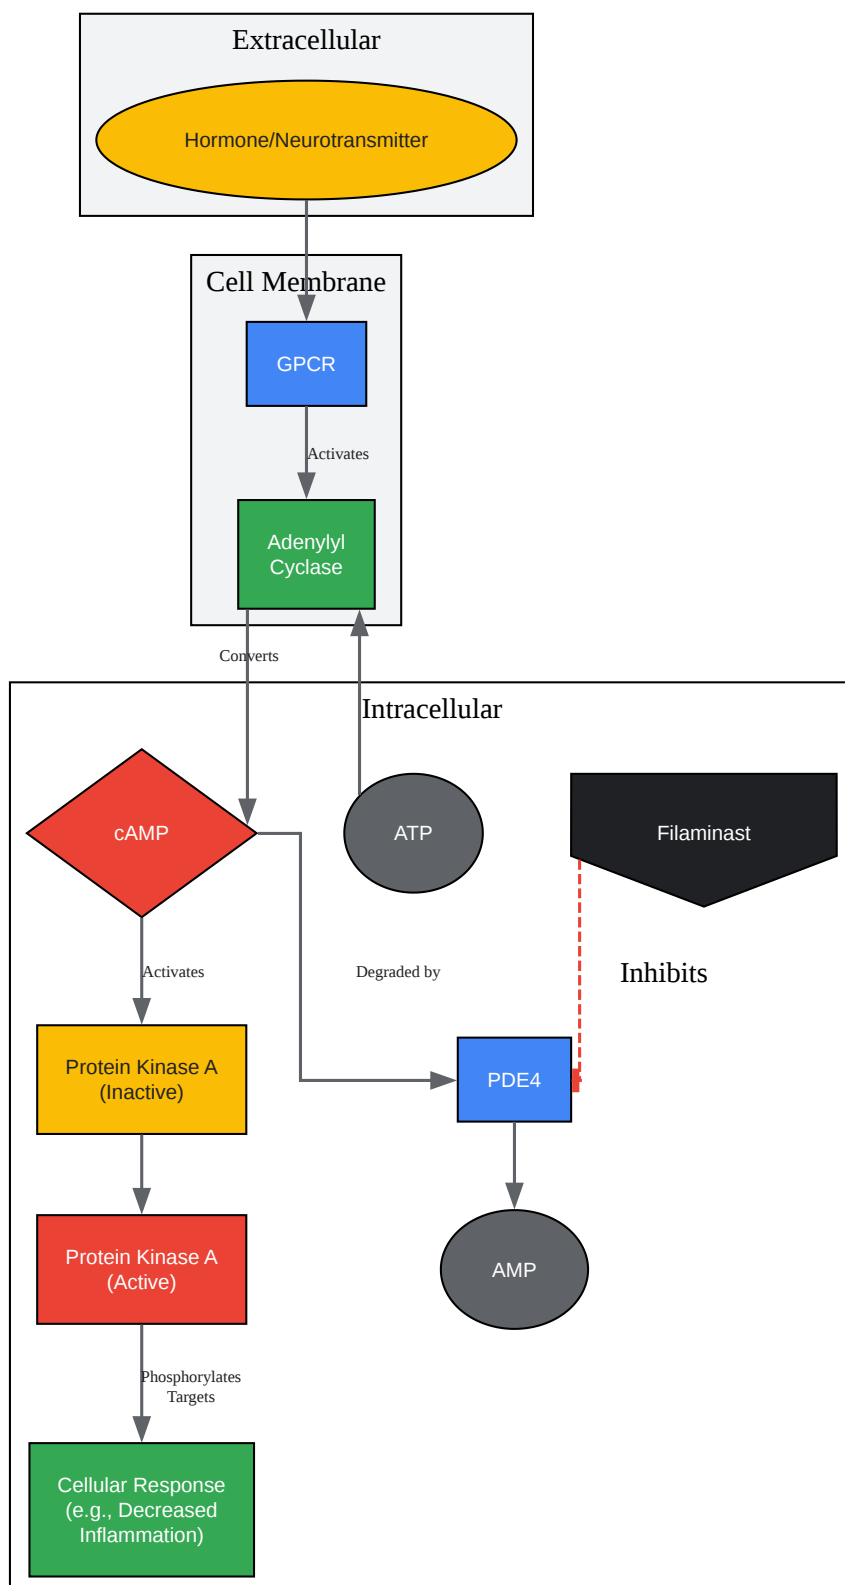 Extracellular
Hormone/Neurotransmitter
Cell Membrane
GPCR
Activates
Adenylyl
Cyclase
Converts
Intracellular
cAMP
ATP
Filaminast
Activates
Degraded by
Inhibits
Protein Kinase A
(Inactive)
PDE4
Protein Kinase A
(Active)
AMP
Phosphorylates
Targets
Cellular Response
(e.g., Decreased
Inflammation)